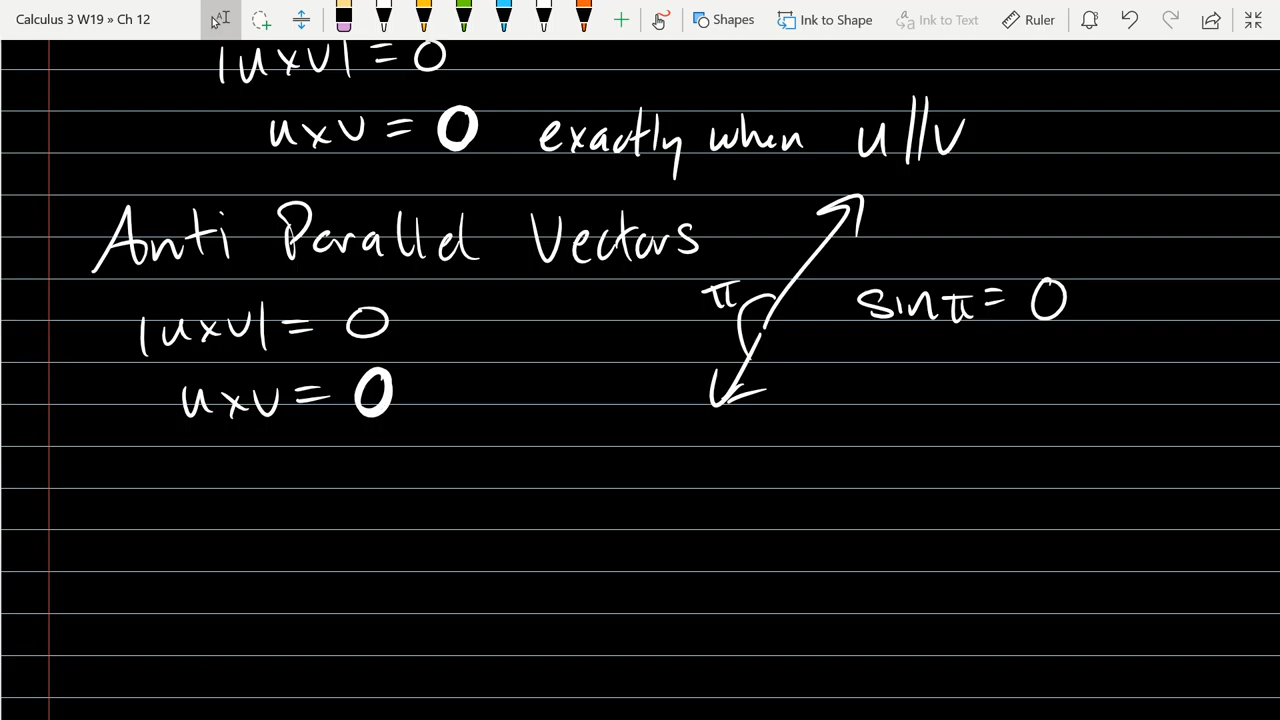 Calculus 3 W19 » Ch 12
Shapes Ink to Shape Ink to Text Ruler
|u×v| = 0
u×v = 0 exactly when u∥v
Anti Parallel Vectors
π
|u×v| = 0 sinπ = 0
u×v = 0